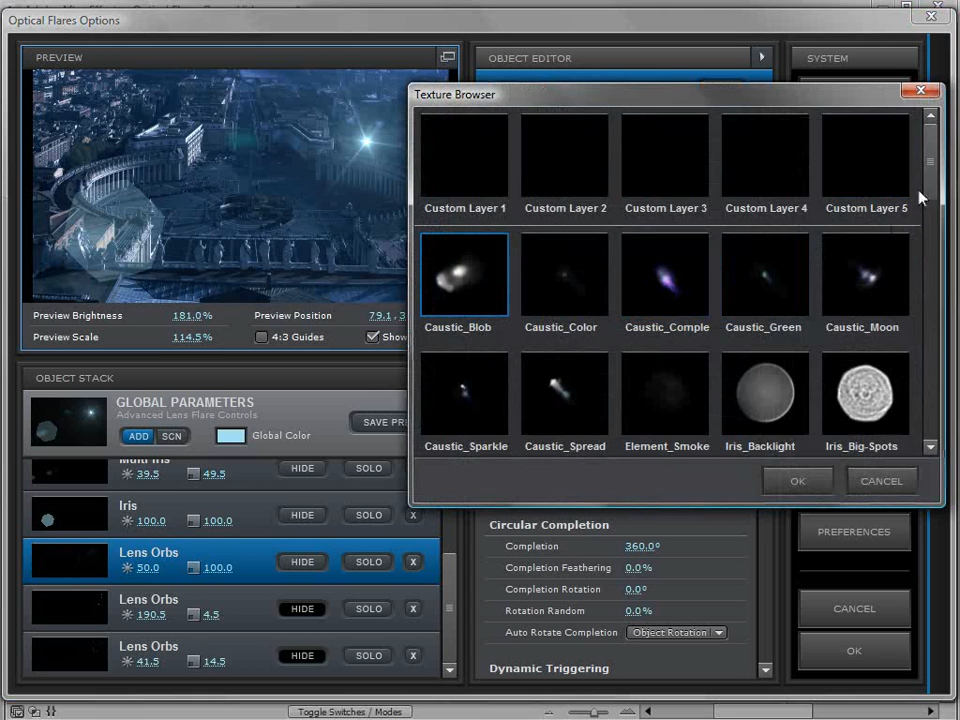 Optical Flares Options
PREVIEW
OBJECT EDITOR
SYSTEM
Texture Browser
Custom Layer 1
Custom Layer 2
Custom Layer 3
Custom Layer 4
Custom Layer 5
Caustic_Blob
Caustic_Color
Caustic_Comple
Caustic_Green
Caustic_Moon
Caustic_Sparkle
Caustic_Spread
Element_Smoke
Iris_Backlight
Iris_Big-Spots
OK
CANCEL
Preview Brightness
181.0%
Preview Position
79.1, 3
Preview Scale
114.5%
4:3 Guides
Show
OBJECT STACK
GLOBAL PARAMETERS
Advanced Lens Flare Controls
ADD
SCN
Global Color
SAVE PRE
Multi Iris
39.5
49.5
HIDE
SOLO
Iris
100.0
100.0
HIDE
SOLO
X
Lens Orbs
50.0
100.0
HIDE
SOLO
X
Lens Orbs
190.5
4.5
HIDE
SOLO
X
Lens Orbs
41.5
14.5
HIDE
SOLO
X
Circular Completion
Completion
360.0°
Completion Feathering
0.0%
Completion Rotation
0.0°
Rotation Random
0.0%
Auto Rotate Completion
Object Rotation
Dynamic Triggering
PREFERENCES
CANCEL
OK
Toggle Switches / Modes